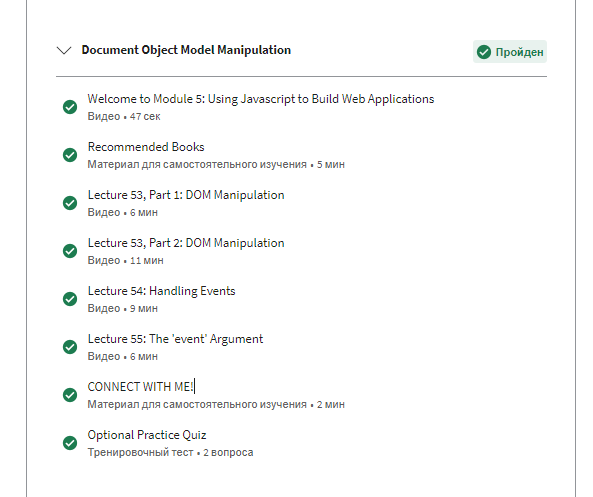 Document Object Model Manipulation
Пройден
Welcome to Module 5: Using Javascript to Build Web Applications
Видео • 47 сек
Recommended Books
Материал для самостоятельного изучения • 5 мин
Lecture 53, Part 1: DOM Manipulation
Видео • 6 мин
Lecture 53, Part 2: DOM Manipulation
Видео • 11 мин
Lecture 54: Handling Events
Видео • 9 мин
Lecture 55: The 'event' Argument
Видео • 6 мин
CONNECT WITH ME!
Материал для самостоятельного изучения • 2 мин
Optional Practice Quiz
Тренировочный тест • 2 вопроса